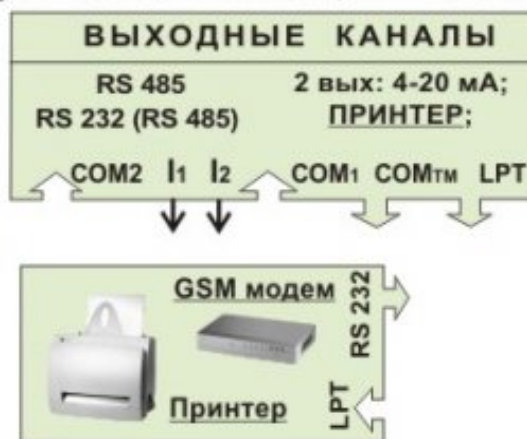 ВЫХОДНЫЕ КАНАЛЫ
RS 485
2 вых: 4-20 мА;
RS 232 (RS 485)
ПРИНТЕР;
COM2 I1 I2 COM1 COMТМ LPT
GSM модем
RS 232
Принтер
LPT